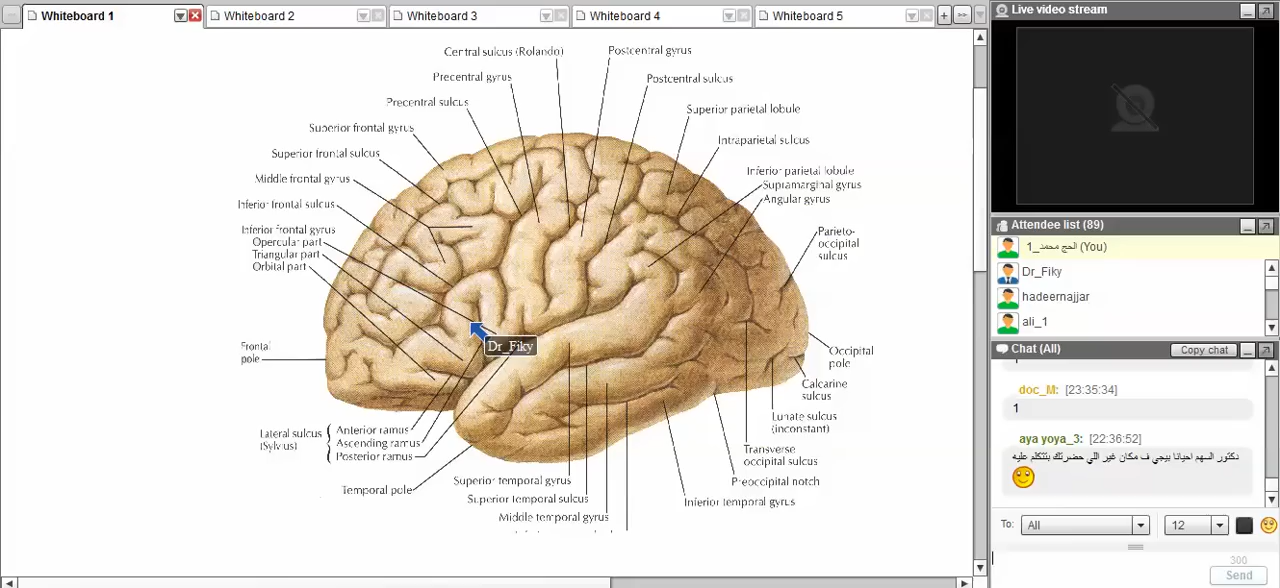 Whiteboard 1
Whiteboard 2
Whiteboard 3
Whiteboard 4
Whiteboard 5
Central sulcus (Rolando)
Precentral gyrus
Precentral sulcus
Superior frontal gyrus
Superior frontal sulcus
Middle frontal gyrus
Inferior frontal sulcus
Inferior frontal gyrus
Opercular part
Triangular part
Orbital part
Frontal
pole
Postcentral gyrus
Postcentral sulcus
Superior parietal lobule
Intraparietal sulcus
Inferior parietal lobule
Supramarginal gyrus
Angular gyrus
Parieto-
occipital
sulcus
Dr_Fiky
Occipital
pole
Calcarine
sulcus
Lunate sulcus
(inconstant)
Transverse
occipital sulcus
Preoccipital notch
Inferior temporal gyrus
Lateral sulcus
(Sylvius)
Anterior ramus
Ascending ramus
Posterior ramus
Temporal pole
Superior temporal gyrus
Superior temporal sulcus
Middle temporal gyrus
Live video stream
Attendee list (89)
الحج محمد_1 (You)
Dr_Fiky
hadeernajjar
ali_1
Chat (All)
Copy chat
doc_M: [23:35:34]
1
aya yoya_3: [22:36:52]
دكتور السهم احيانا بيجي ف مكان غير اللي حضرتك بتتكلم عليه
To:
All
12
300
Send